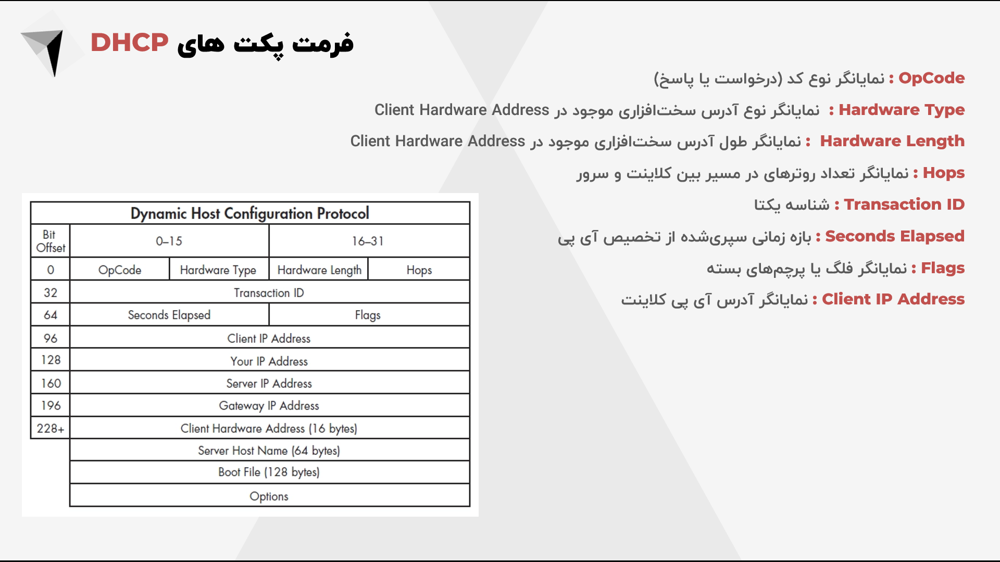 فرمت پکت های DHCP
OpCode : نمایانگر نوع کد (درخواست یا پاسخ)
Hardware Type : نمایانگر نوع آدرس سخت‌افزاری موجود در Client Hardware Address
Hardware Length : نمایانگر طول آدرس سخت‌افزاری موجود در Client Hardware Address
Hops : نمایانگر تعداد روترهای در مسیر بین کلاینت و سرور
Transaction ID : شناسه یکتا
Seconds Elapsed : بازه زمانی سپری‌شده از تخصیص آی پی
Flags : نمایانگر فلگ یا پرچم‌های بسته
Client IP Address : نمایانگر آدرس آی پی کلاینت
Dynamic Host Configuration Protocol
Bit Offset 0–15 16–31
0 OpCode Hardware Type Hardware Length Hops
32 Transaction ID
64 Seconds Elapsed Flags
96 Client IP Address
128 Your IP Address
160 Server IP Address
196 Gateway IP Address
228+ Client Hardware Address (16 bytes)
Server Host Name (64 bytes)
Boot File (128 bytes)
Options